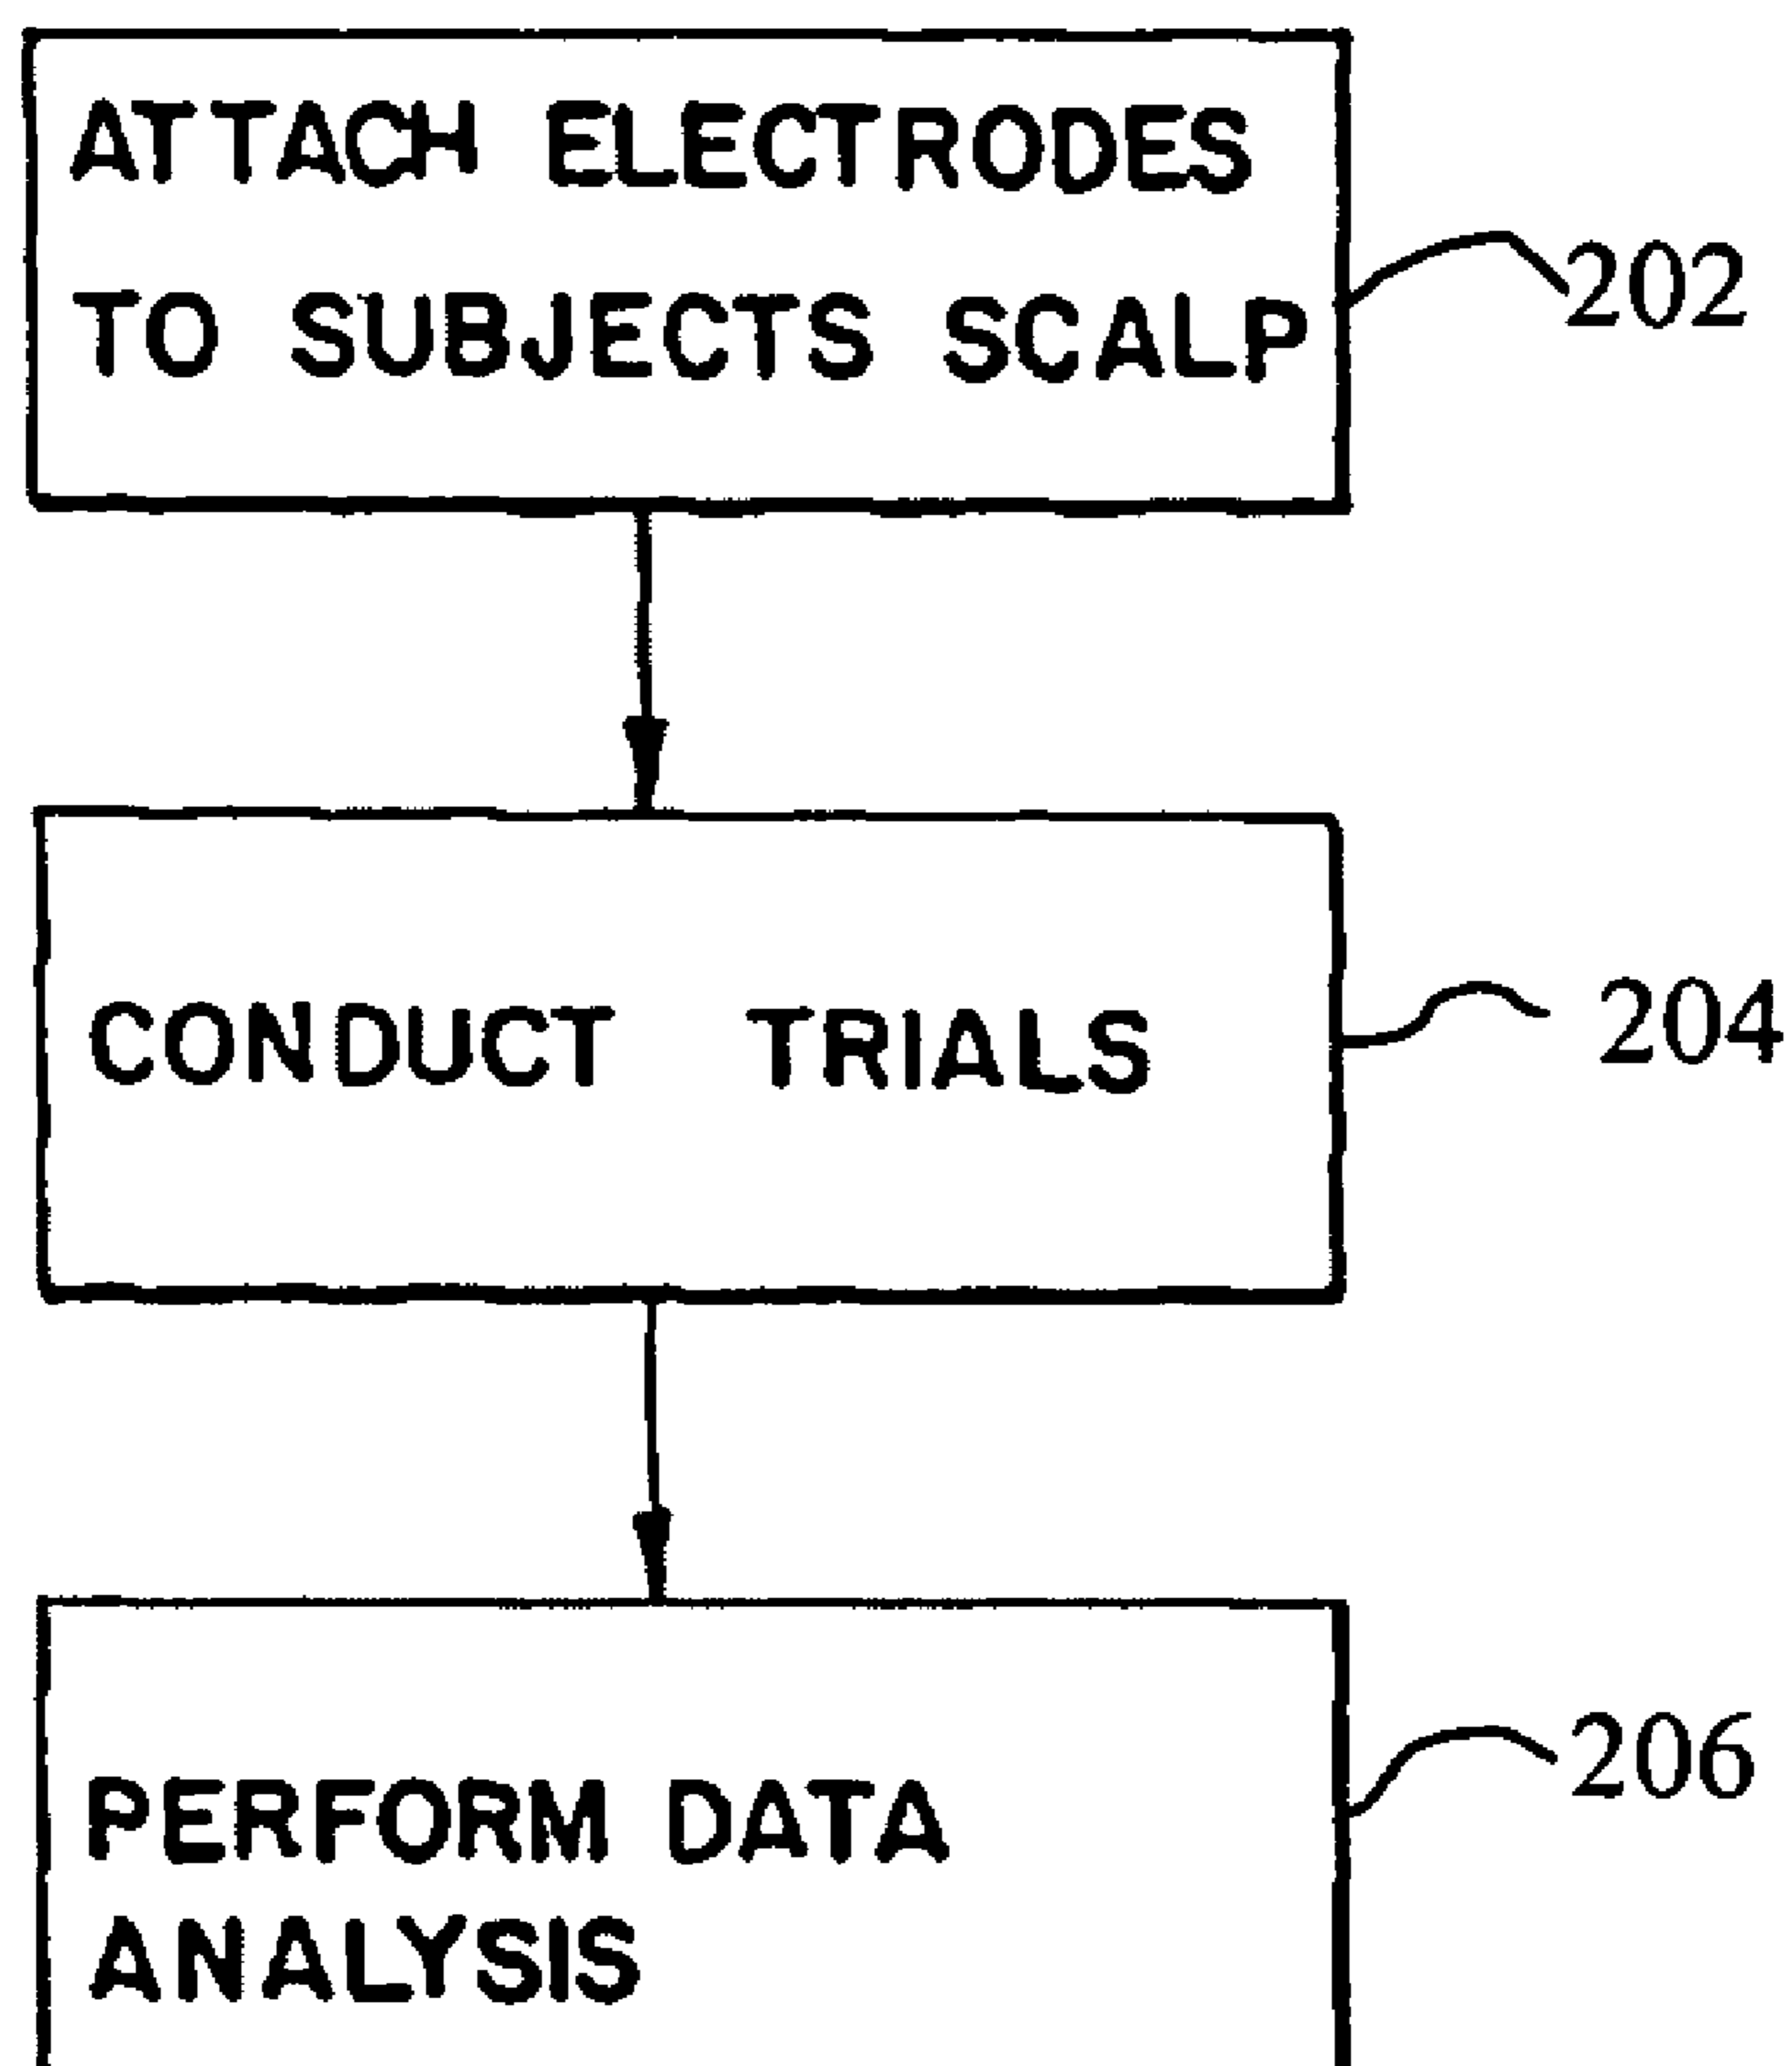 ATTACH ELECTRODES
TO SUBJECTS SCALP
202
CONDUCT TRIALS
204
PERFORM DATA
ANALYSIS
206